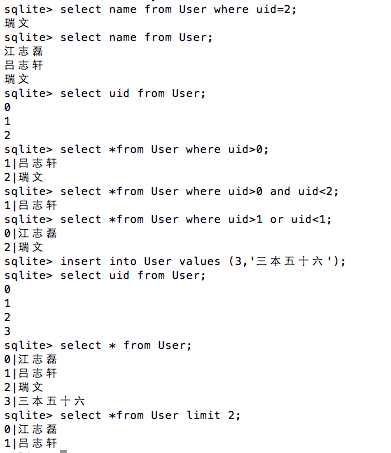 sqlite> select name from User where uid=2;
瑞文
sqlite> select name from User;
江志磊
吕志轩
瑞文
sqlite> select uid from User;
0
1
2
sqlite> select *from User where uid>0;
1|吕志轩
2|瑞文
sqlite> select *from User where uid>0 and uid<2;
1|吕志轩
sqlite> select *from User where uid>1 or uid<1;
0|江志磊
2|瑞文
sqlite> insert into User values (3,'三本五十六');
sqlite> select uid from User;
0
1
2
3
sqlite> select * from User;
0|江志磊
1|吕志轩
2|瑞文
3|三本五十六
sqlite> select *from User limit 2;
0|江志磊
1|吕志轩